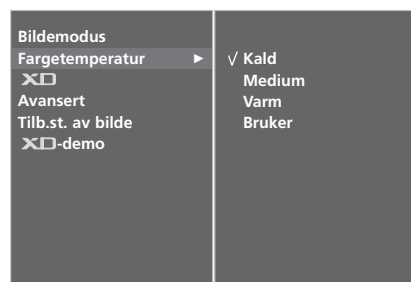 Bildemodus
Fargetemperatur ►
XD
Avansert
Tilb.st. av bilde
XD-demo
√ Kald
Medium
Varm
Bruker